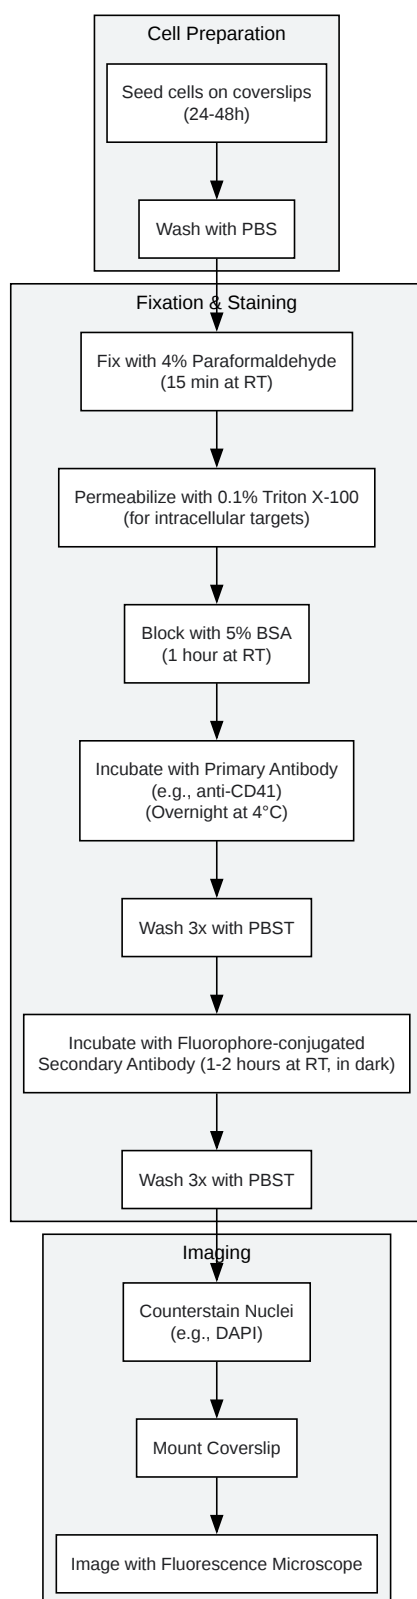 Cell Preparation
Seed cells on coverslips
(24-48h)
Wash with PBS
Fixation & Staining
Fix with 4% Paraformaldehyde
(15 min at RT)
Permeabilize with 0.1% Triton X-100
(for intracellular targets)
Block with 5% BSA
(1 hour at RT)
Incubate with Primary Antibody
(e.g., anti-CD41)
(Overnight at 4°C)
Wash 3x with PBST
Incubate with Fluorophore-conjugated
Secondary Antibody (1-2 hours at RT, in dark)
Wash 3x with PBST
Imaging
Counterstain Nuclei
(e.g., DAPI)
Mount Coverslip
Image with Fluorescence Microscope